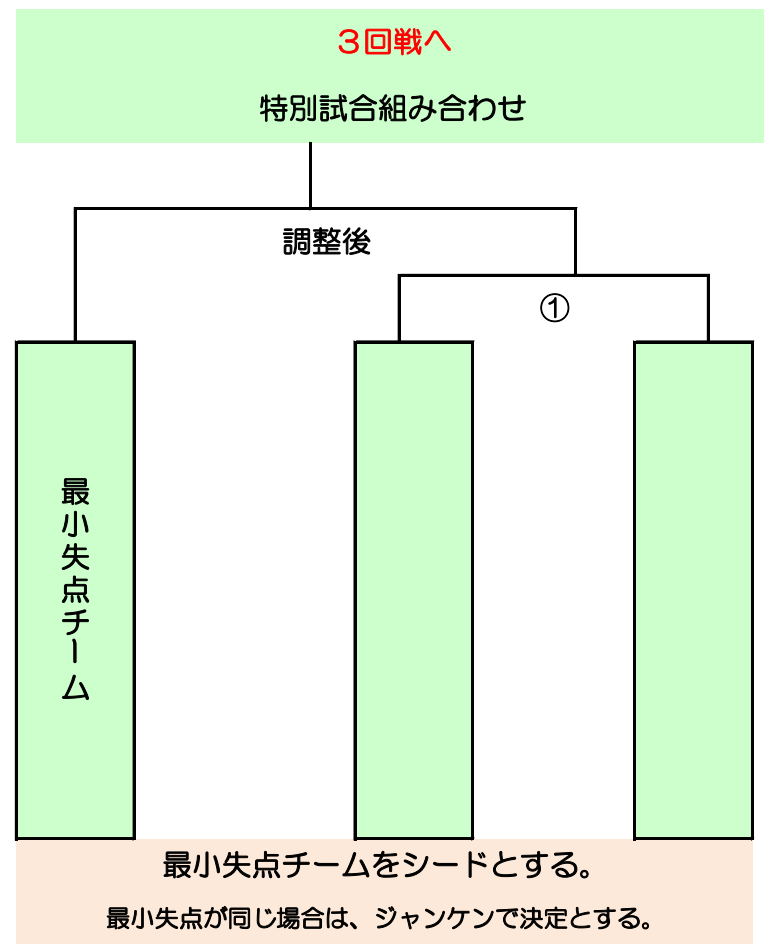 ３回戦へ
特別試合組み合わせ
調整後
①
最小失点チーム
最小失点チームをシードとする。
最小失点が同じ場合は、ジャンケンで決定とする。